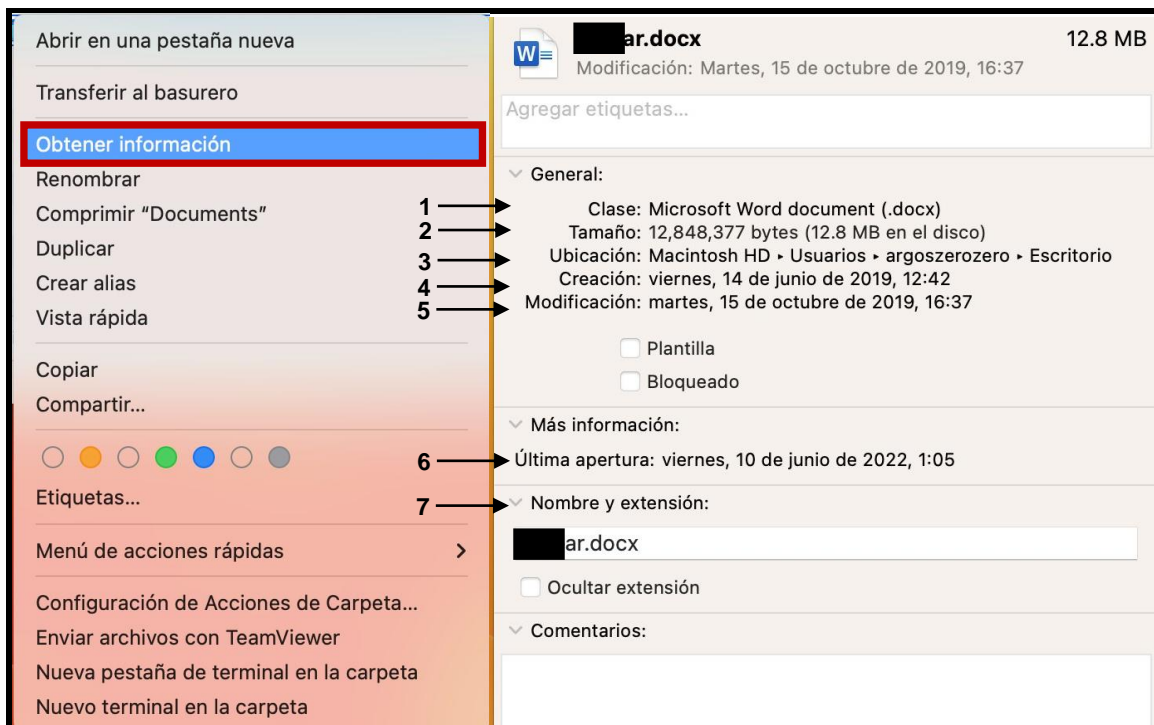 Abrir en una pestaña nueva
Transferir al basurero
Obtener información
Renombrar
Comprimir “Documents”
Duplicar
Crear alias
Vista rápida
Copiar
Compartir...
Etiquetas...
Menú de acciones rápidas
Configuración de Acciones de Carpeta...
Enviar archivos con TeamViewer
Nueva pestaña de terminal en la carpeta
Nuevo terminal en la carpeta
W
ar.docx 12.8 MB
Modificación: Martes, 15 de octubre de 2019, 16:37
Agregar etiquetas...
General:
1 Clase: Microsoft Word document (.docx)
2 Tamaño: 12,848,377 bytes (12.8 MB en el disco)
3 Ubicación: Macintosh HD ▸ Usuarios ▸ argoszerozero ▸ Escritorio
4 Creación: viernes, 14 de junio de 2019, 12:42
5 Modificación: martes, 15 de octubre de 2019, 16:37
Plantilla
Bloqueado
Más información:
6 Última apertura: viernes, 10 de junio de 2022, 1:05
7 Nombre y extensión:
ar.docx
Ocultar extensión
Comentarios: